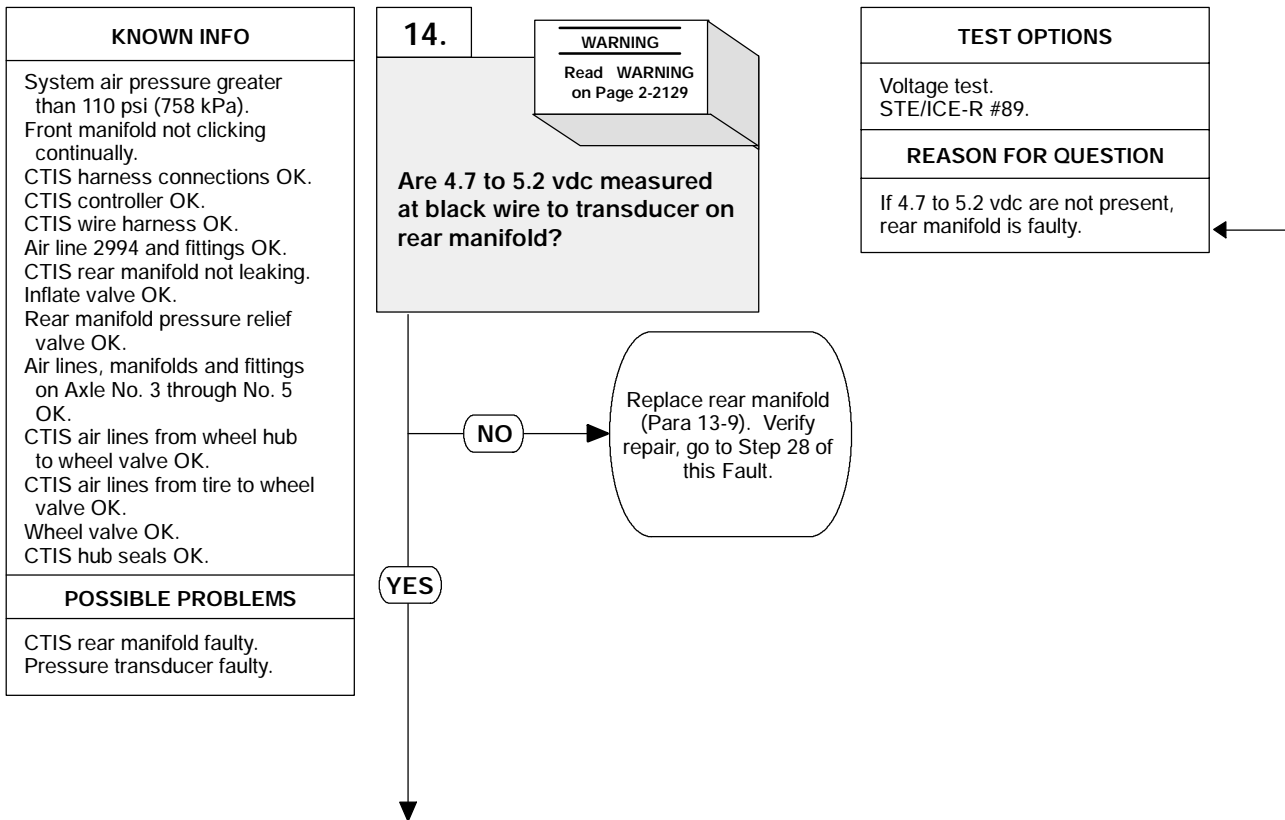 KNOWN INFO
System air pressure greater
than 110 psi (758 kPa).
Front manifold not clicking
continually.
CTIS harness connections OK.
CTIS controller OK.
CTIS wire harness OK.
Air line 2994 and fittings OK.
CTIS rear manifold not leaking.
Inflate valve OK.
Rear manifold pressure relief
valve OK.
Air lines, manifolds and fittings
on Axle No. 3 through No. 5
OK.
CTIS air lines from wheel hub
to wheel valve OK.
CTIS air lines from tire to wheel
valve OK.
Wheel valve OK.
CTIS hub seals OK.
POSSIBLE PROBLEMS
CTIS rear manifold faulty.
Pressure transducer faulty.
14.
WARNING
Read WARNING
on Page 2-2129
Are 4.7 to 5.2 vdc measured
at black wire to transducer on
rear manifold?
NO
Replace rear manifold
(Para 13-9). Verify
repair, go to Step 28 of
this Fault.
YES
TEST OPTIONS
Voltage test.
STE/ICE-R #89.
REASON FOR QUESTION
If 4.7 to 5.2 vdc are not present,
rear manifold is faulty.